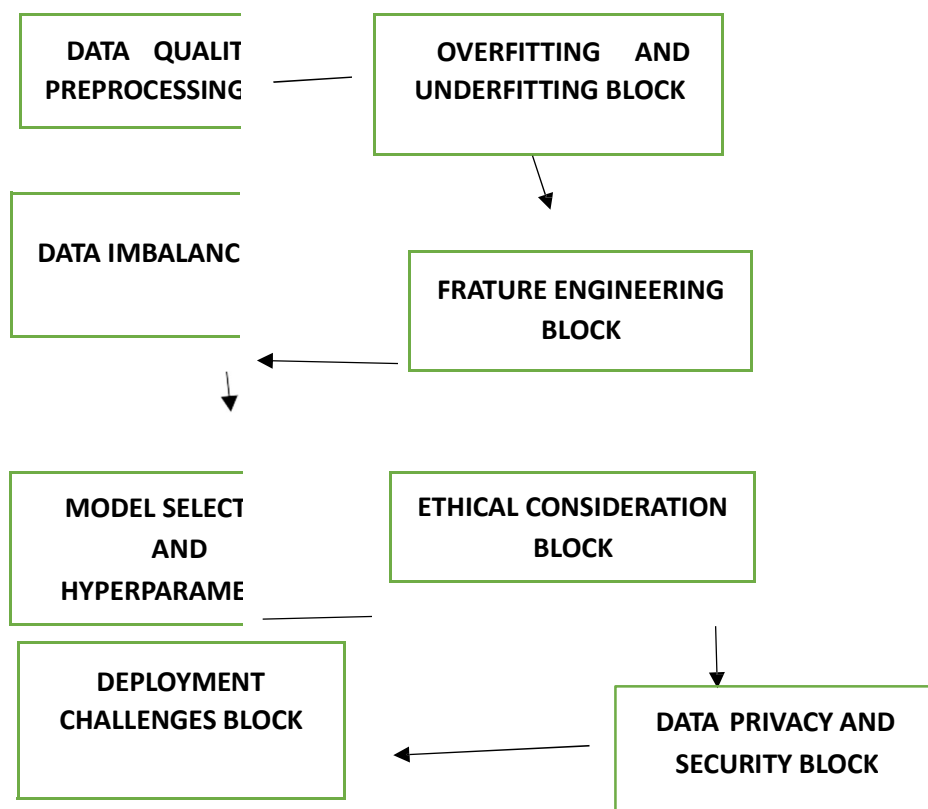 DATA QUALIT
PREPROCESSING
OVERFITTING AND
UNDERFITTING BLOCK
DATA IMBALANC
FRATURE ENGINEERING
BLOCK
MODEL SELECT
AND
HYPERPARAME
ETHICAL CONSIDERATION
BLOCK
DEPLOYMENT
CHALLENGES BLOCK
DATA PRIVACY AND
SECURITY BLOCK